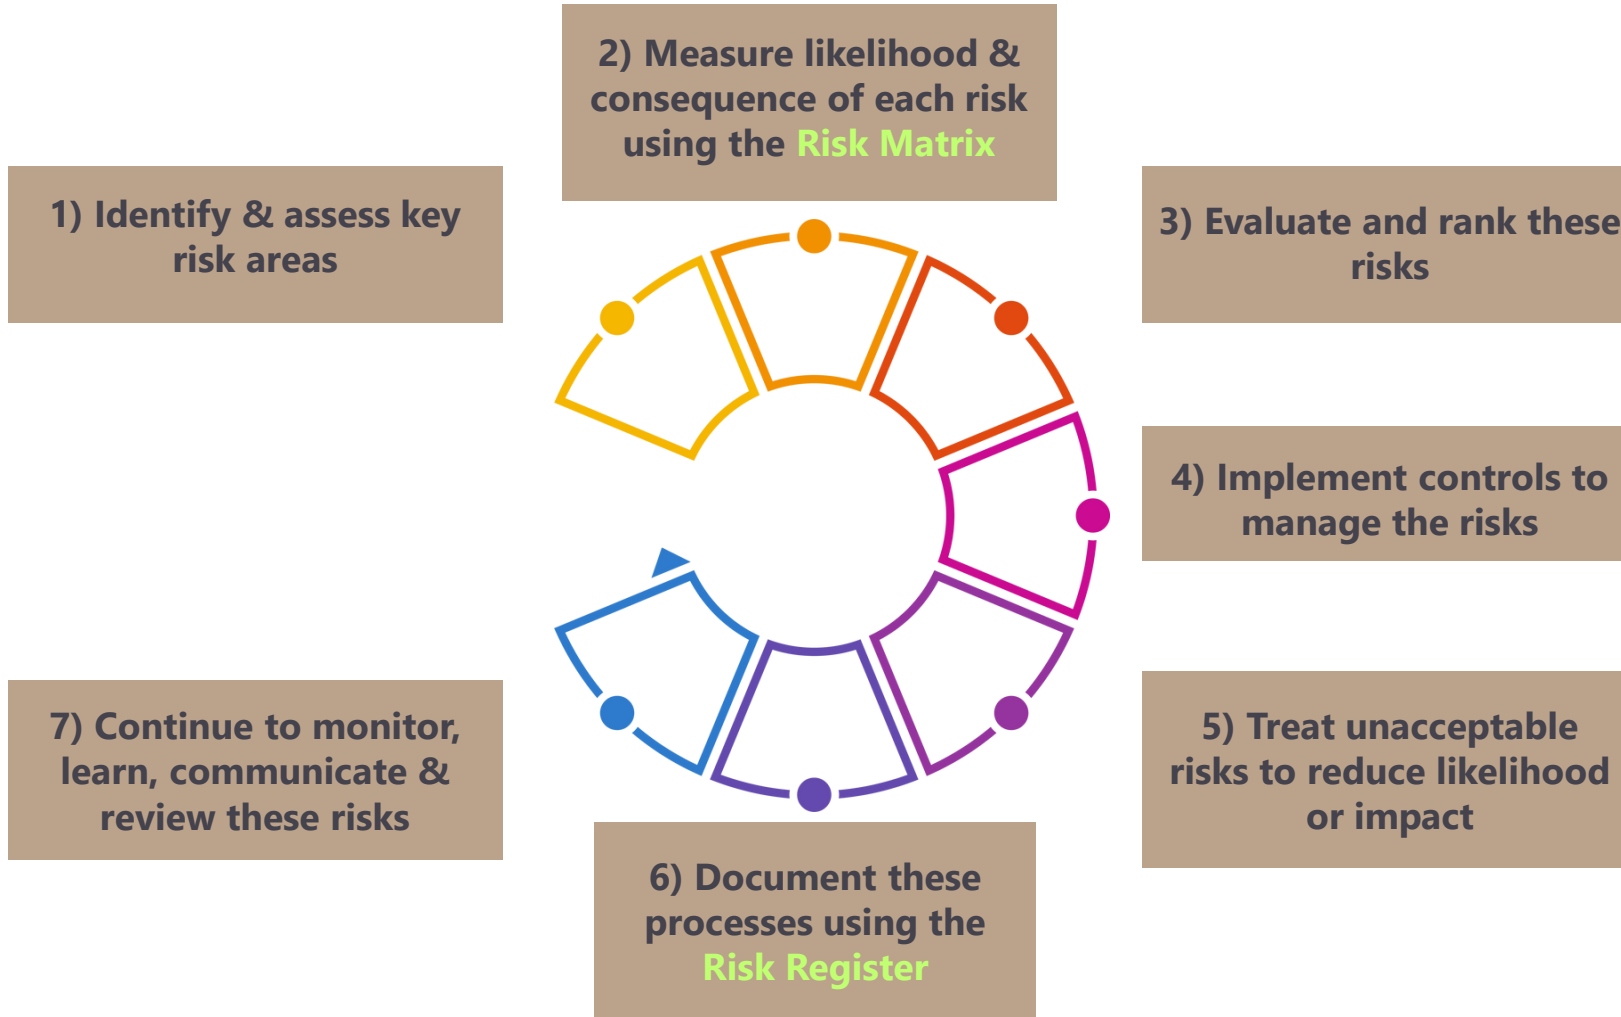 1) Identify & assess key
risk areas
2) Measure likelihood &
consequence of each risk
using the Risk Matrix
3) Evaluate and rank these
risks
4) Implement controls to
manage the risks
5) Treat unacceptable
risks to reduce likelihood
or impact
6) Document these
processes using the
Risk Register
7) Continue to monitor,
learn, communicate &
review these risks